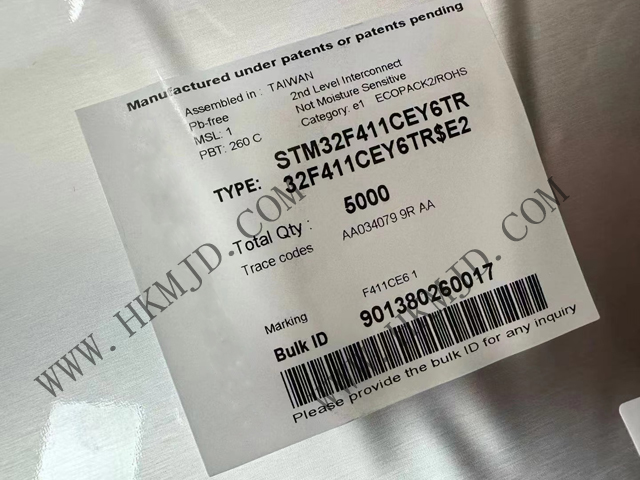 Manufactured under patents or patents pending
Assembled in : TAIWAN
Pb-free 2nd Level Interconnect
MSL: 1 Not Moisture Sensitive
PBT: 260 C Category: e1 ECOPACK2/ROHS
TYPE: STM32F411CEY6TR
32F411CEY6TR$E2
Total Qty : 5000
Trace codes AA034079 9R AA
Marking F411CE6 1
Bulk ID 901380260017
Please provide the bulk ID for any inquiry
WWW.HKMJD.COM
WWW.HKMJD.COM